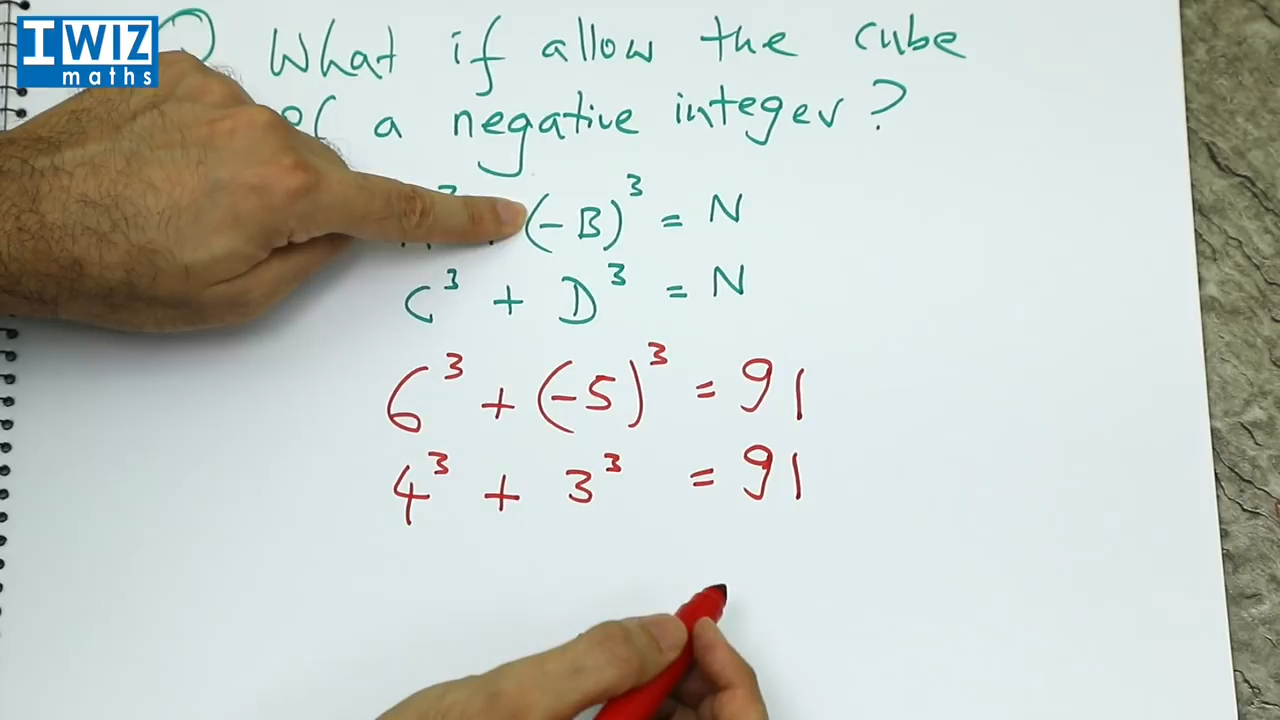 IWIZ
maths
What if allow the cube
of a negative integer?
(-B)³ = N
C³ + D³ = N
6³ + (-5)³ = 91
4³ + 3³ = 91